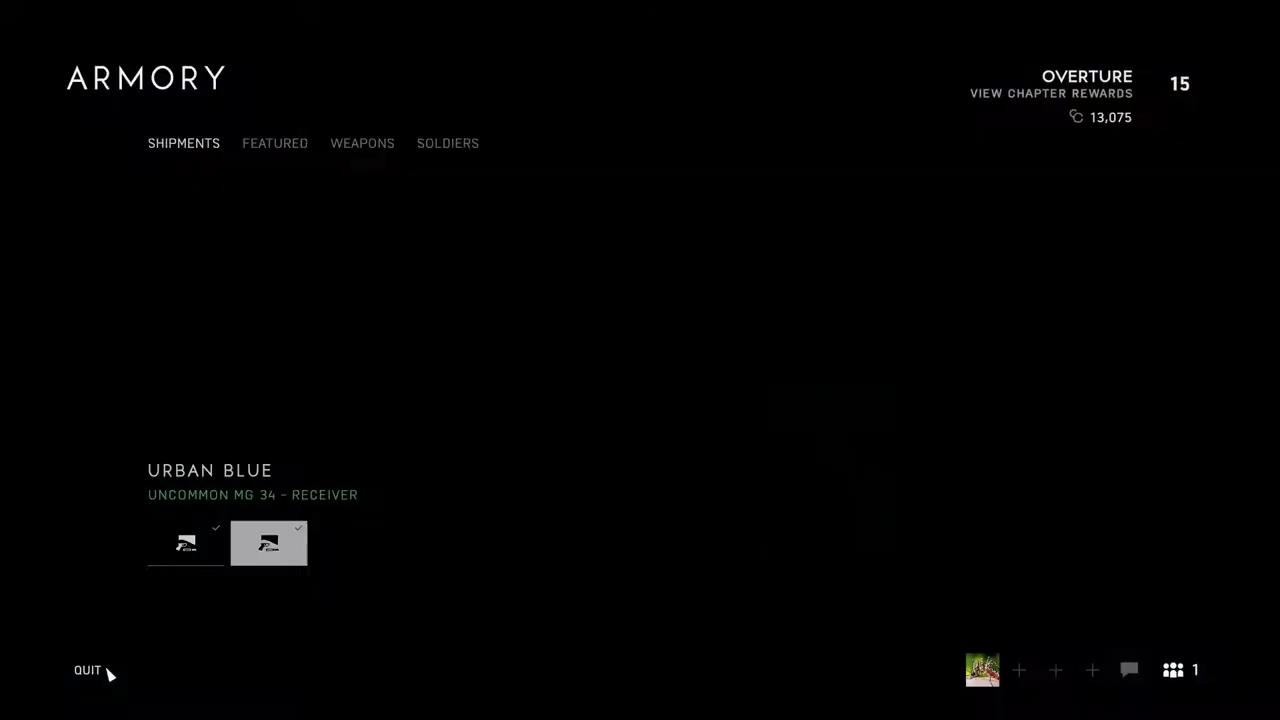 ARMORY
OVERTURE
15
VIEW CHAPTER REWARDS
13,075
SHIPMENTS FEATURED WEAPONS SOLDIERS
URBAN BLUE
UNCOMMON MG 34 - RECEIVER
QUIT
1